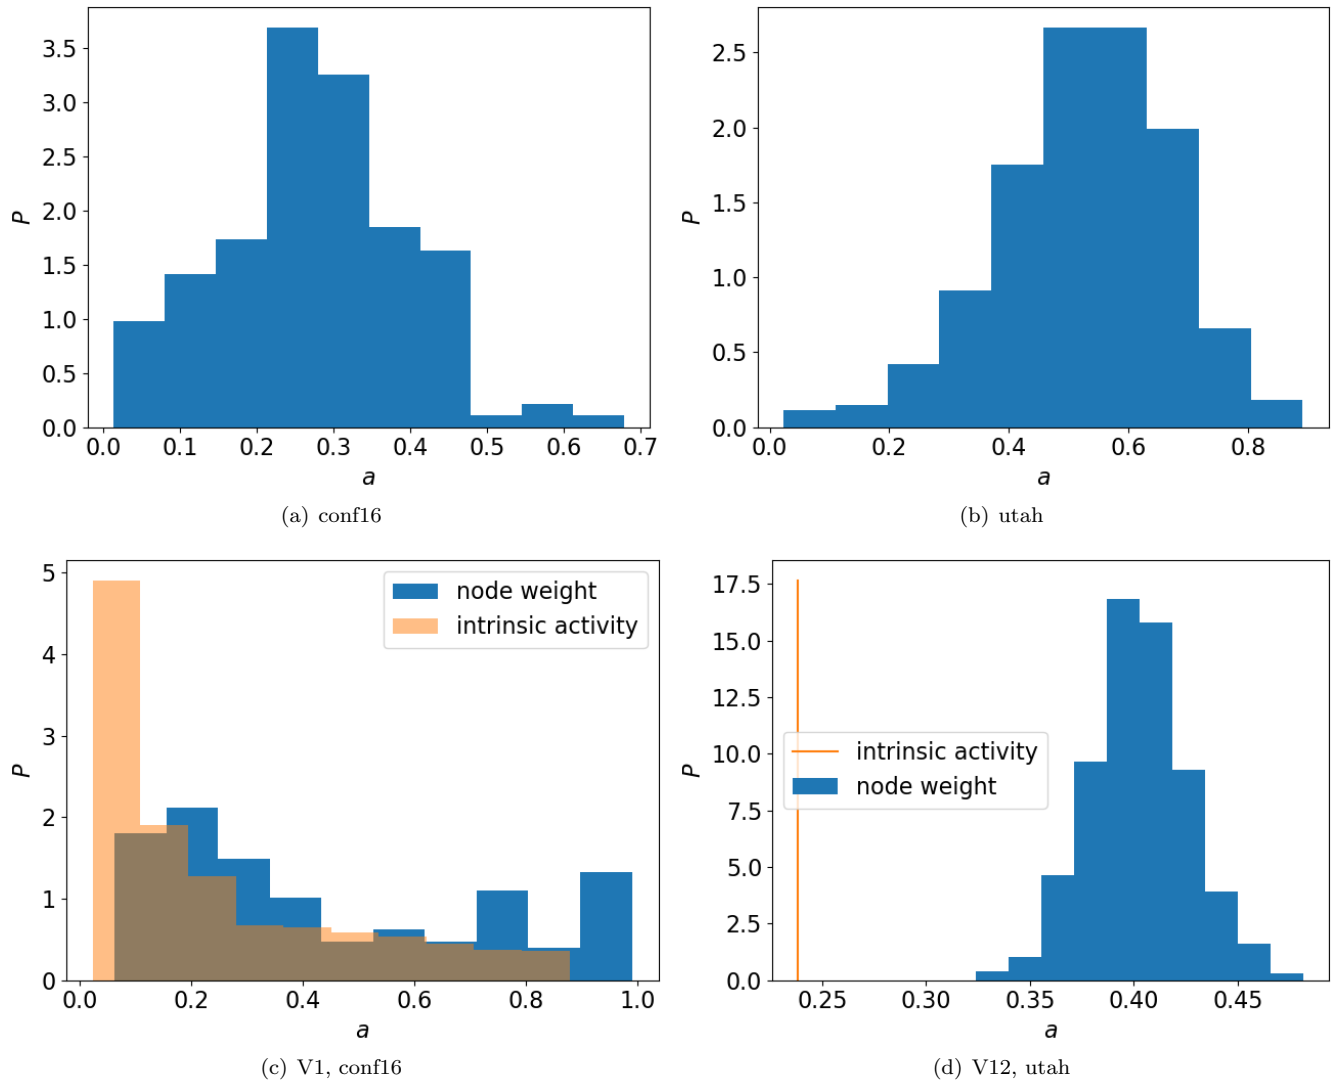 3.5
3.0
2.5
2.0
1.5
1.0
0.5
0.0
P
0.0 0.1 0.2 0.3 0.4 0.5 0.6 0.7
a
(a) conf16
2.5
2.0
1.5
1.0
0.5
0.0
P
0.0 0.2 0.4 0.6 0.8
a
(b) utah
node weight
intrinsic activity
5
4
3
2
1
0
P
0.0 0.2 0.4 0.6 0.8 1.0
a
(c) V1, conf16
17.5
15.0
12.5
10.0
7.5
5.0
2.5
0.0
P
intrinsic activity
node weight
0.25 0.30 0.35 0.40 0.45
a
(d) V12, utah